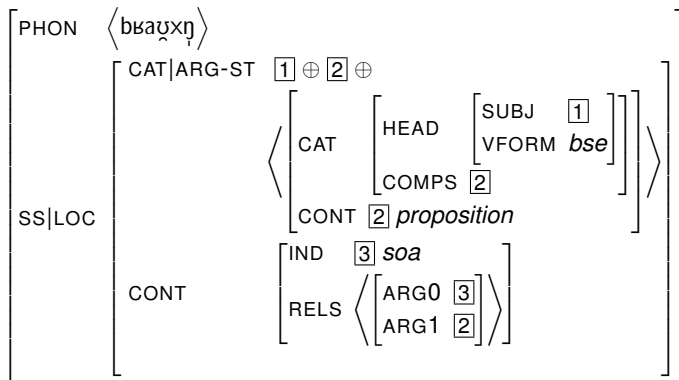 PHON ⟨bʁaʊ̯xŋ̍⟩
CAT|ARG-ST 1 ⊕ 2 ⊕
SUBJ 1
HEAD
CAT VFORM bse
COMPS 2
SS|LOC CONT 2 proposition
IND 3 soa
CONT ARG0 3
RELS
ARG1 2